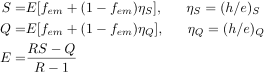 S =E[f_{em} + (1 − f_{em})η_S], η_S = (h/e)_S
Q =E[f_{em} + (1 − f_{em})η_Q], η_Q = (h/e)_Q
E =\frac{RS − Q}{R − 1}